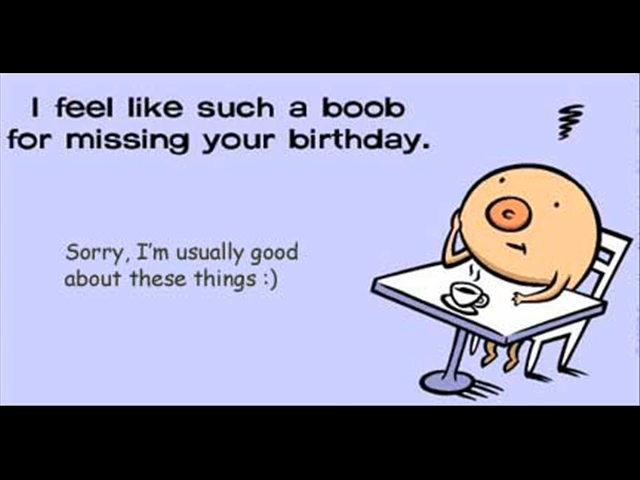 I feel like such a boob
for missing your birthday.
Sorry, I'm usually good
about these things :)